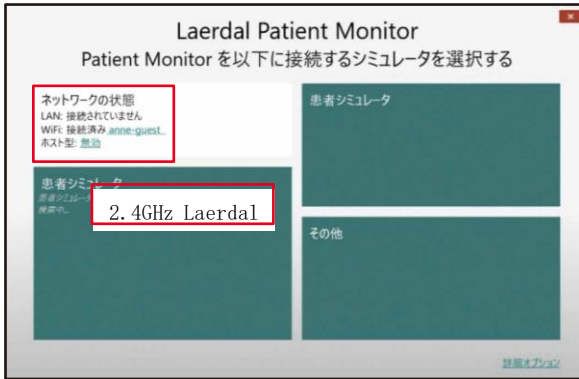 Laerdal Patient Monitor
Patient Monitor を以下に接続するシミュレータを選択する
ネットワークの状態
LAN: 接続されていません
WiFi: 接続済み anne-guest
ホスト型: 無効
患者シミュレータ
検索中...
2.4GHz Laerdal
患者シミュレータ
その他
詳細オプション